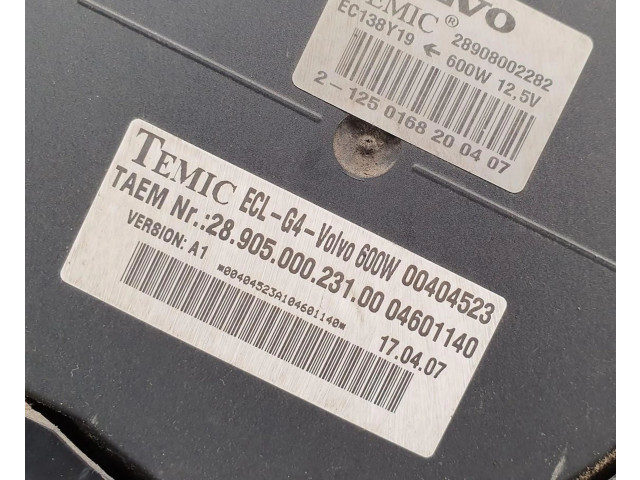 TEMIC® 28908002282
EC138Y19 ← 600W 12,5V
2-125 0168 20 04 07
TEMIC ECL-G4-Volvo 600W 00404523
TAEM Nr.:28.905.000.231.00 04601140
VERSION: A1 17.04.07
m00404523A104601140m